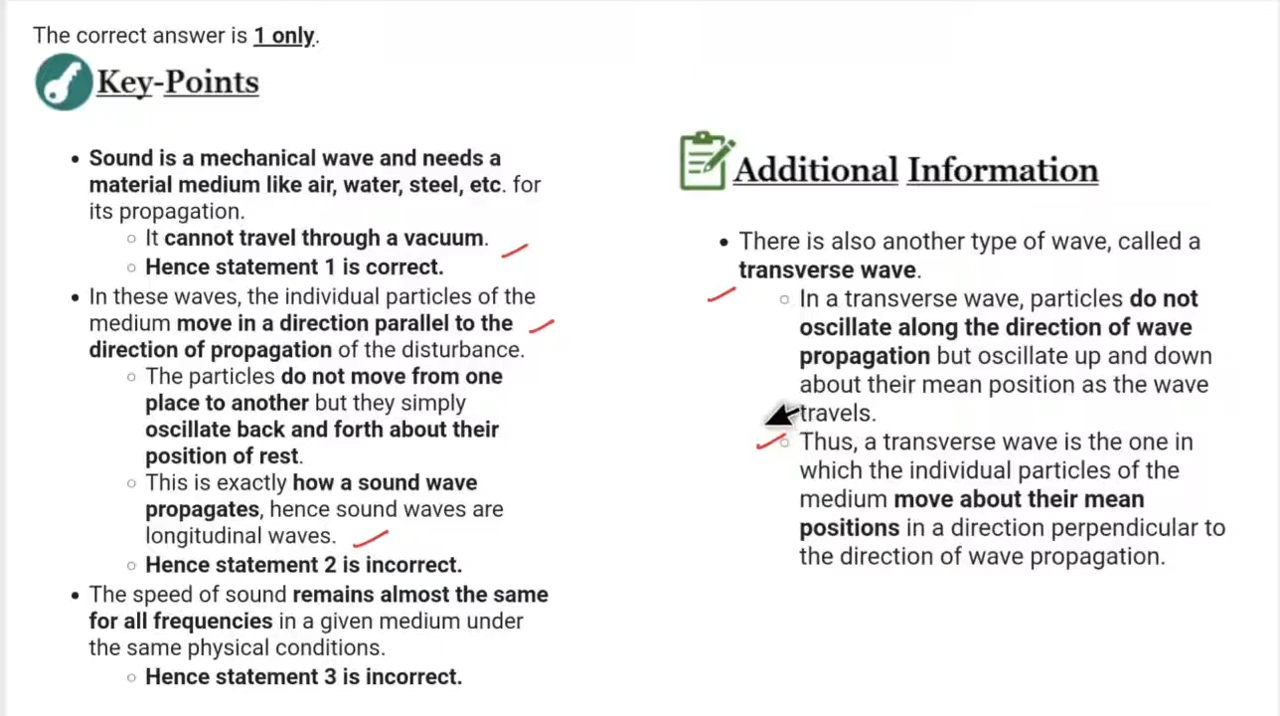 The correct answer is 1 only.
Key-Points
• Sound is a mechanical wave and needs a
material medium like air, water, steel, etc. for
its propagation.
◦ It cannot travel through a vacuum.
◦ Hence statement 1 is correct.
• In these waves, the individual particles of the
medium move in a direction parallel to the
direction of propagation of the disturbance.
◦ The particles do not move from one
place to another but they simply
oscillate back and forth about their
position of rest.
◦ This is exactly how a sound wave
propagates, hence sound waves are
longitudinal waves.
◦ Hence statement 2 is incorrect.
• The speed of sound remains almost the same
for all frequencies in a given medium under
the same physical conditions.
◦ Hence statement 3 is incorrect.
Additional Information
• There is also another type of wave, called a
transverse wave.
◦ In a transverse wave, particles do not
oscillate along the direction of wave
propagation but oscillate up and down
about their mean position as the wave
travels.
◦ Thus, a transverse wave is the one in
which the individual particles of the
medium move about their mean
positions in a direction perpendicular to
the direction of wave propagation.